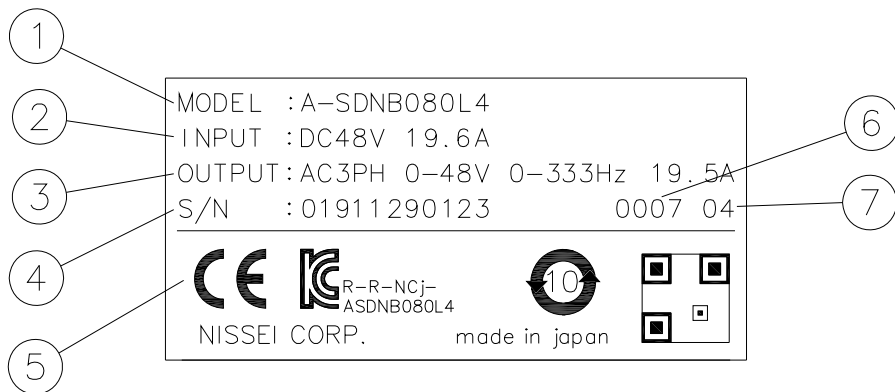 1
MODEL :A-SDNB080L4
2
INPUT :DC48V 19.6A
6
3
OUTPUT:AC3PH 0-48V 0-333Hz 19.5A
S/N :01911290123 0007 04
7
4
CE KC R-R-NCj-
ASDNB080L4
10
5
NISSEI CORP. made in japan